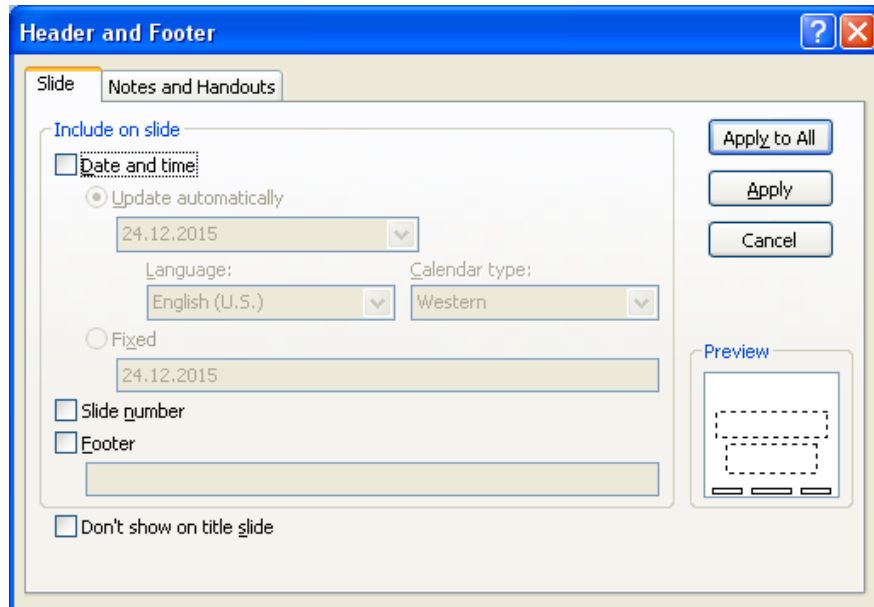 Header and Footer
Slide
Notes and Handouts
Include on slide
Date and time
Update automatically
24.12.2015
Language:
Calendar type:
English (U.S.)
Western
Fixed
24.12.2015
Slide number
Footer
Don't show on title slide
Apply to All
Apply
Cancel
Preview